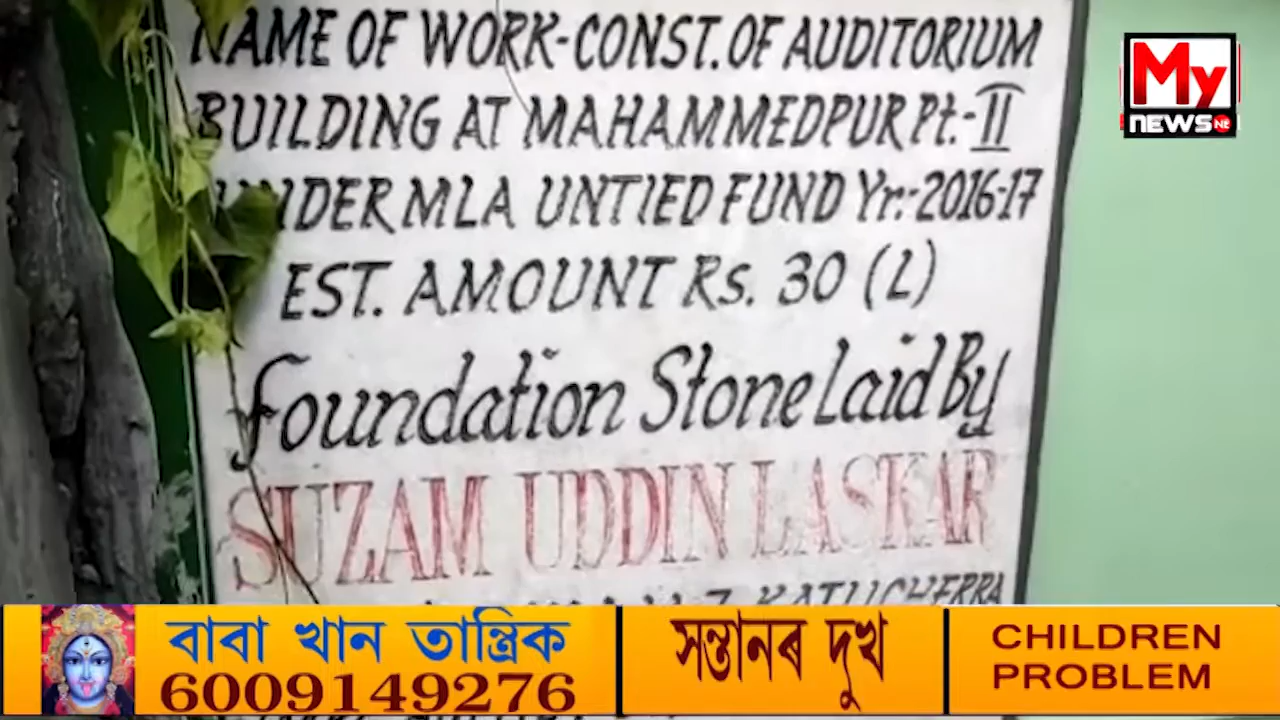 NAME OF WORK-CONST. OF AUDITORIUM
BUILDING AT MAHAMMEDPUR Pt.-II
UNDER MLA UNTIED FUND Yr:-2016-17
EST. AMOUNT Rs. 30 (L)
Foundation Stone Laid By
SUZAM UDDIN LASKAR
KATLICHERRA
My
NEWS NE
বাবা খান তান্ত্রিক
6009149276
সন্তানৰ দুখ
CHILDREN
PROBLEM